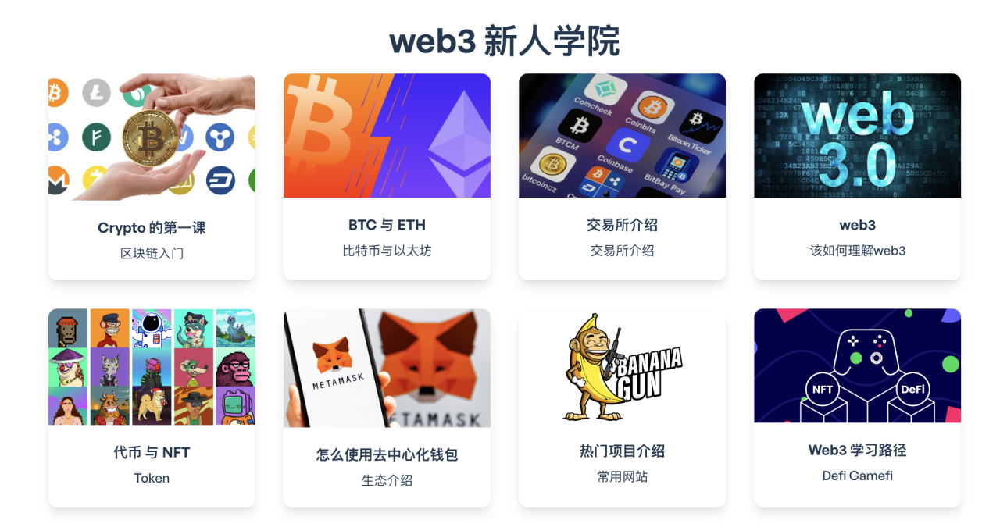 web3 新人学院
Coincheck
Coinbits
Bitcoin Ticker
BTCM
Coinbase
BitBay Pay
bitcoincz
web
3.0
Crypto 的第一课
区块链入门
BTC 与 ETH
比特币与以太坊
交易所介绍
交易所介绍
web3
该如何理解web3
METAMASK
ETAMASK
BANANA
GUN
NFT
DeFi
代币 与 NFT
Token
怎么使用去中心化钱包
生态介绍
热门项目介绍
常用网站
Web3 学习路径
Defi Gamefi